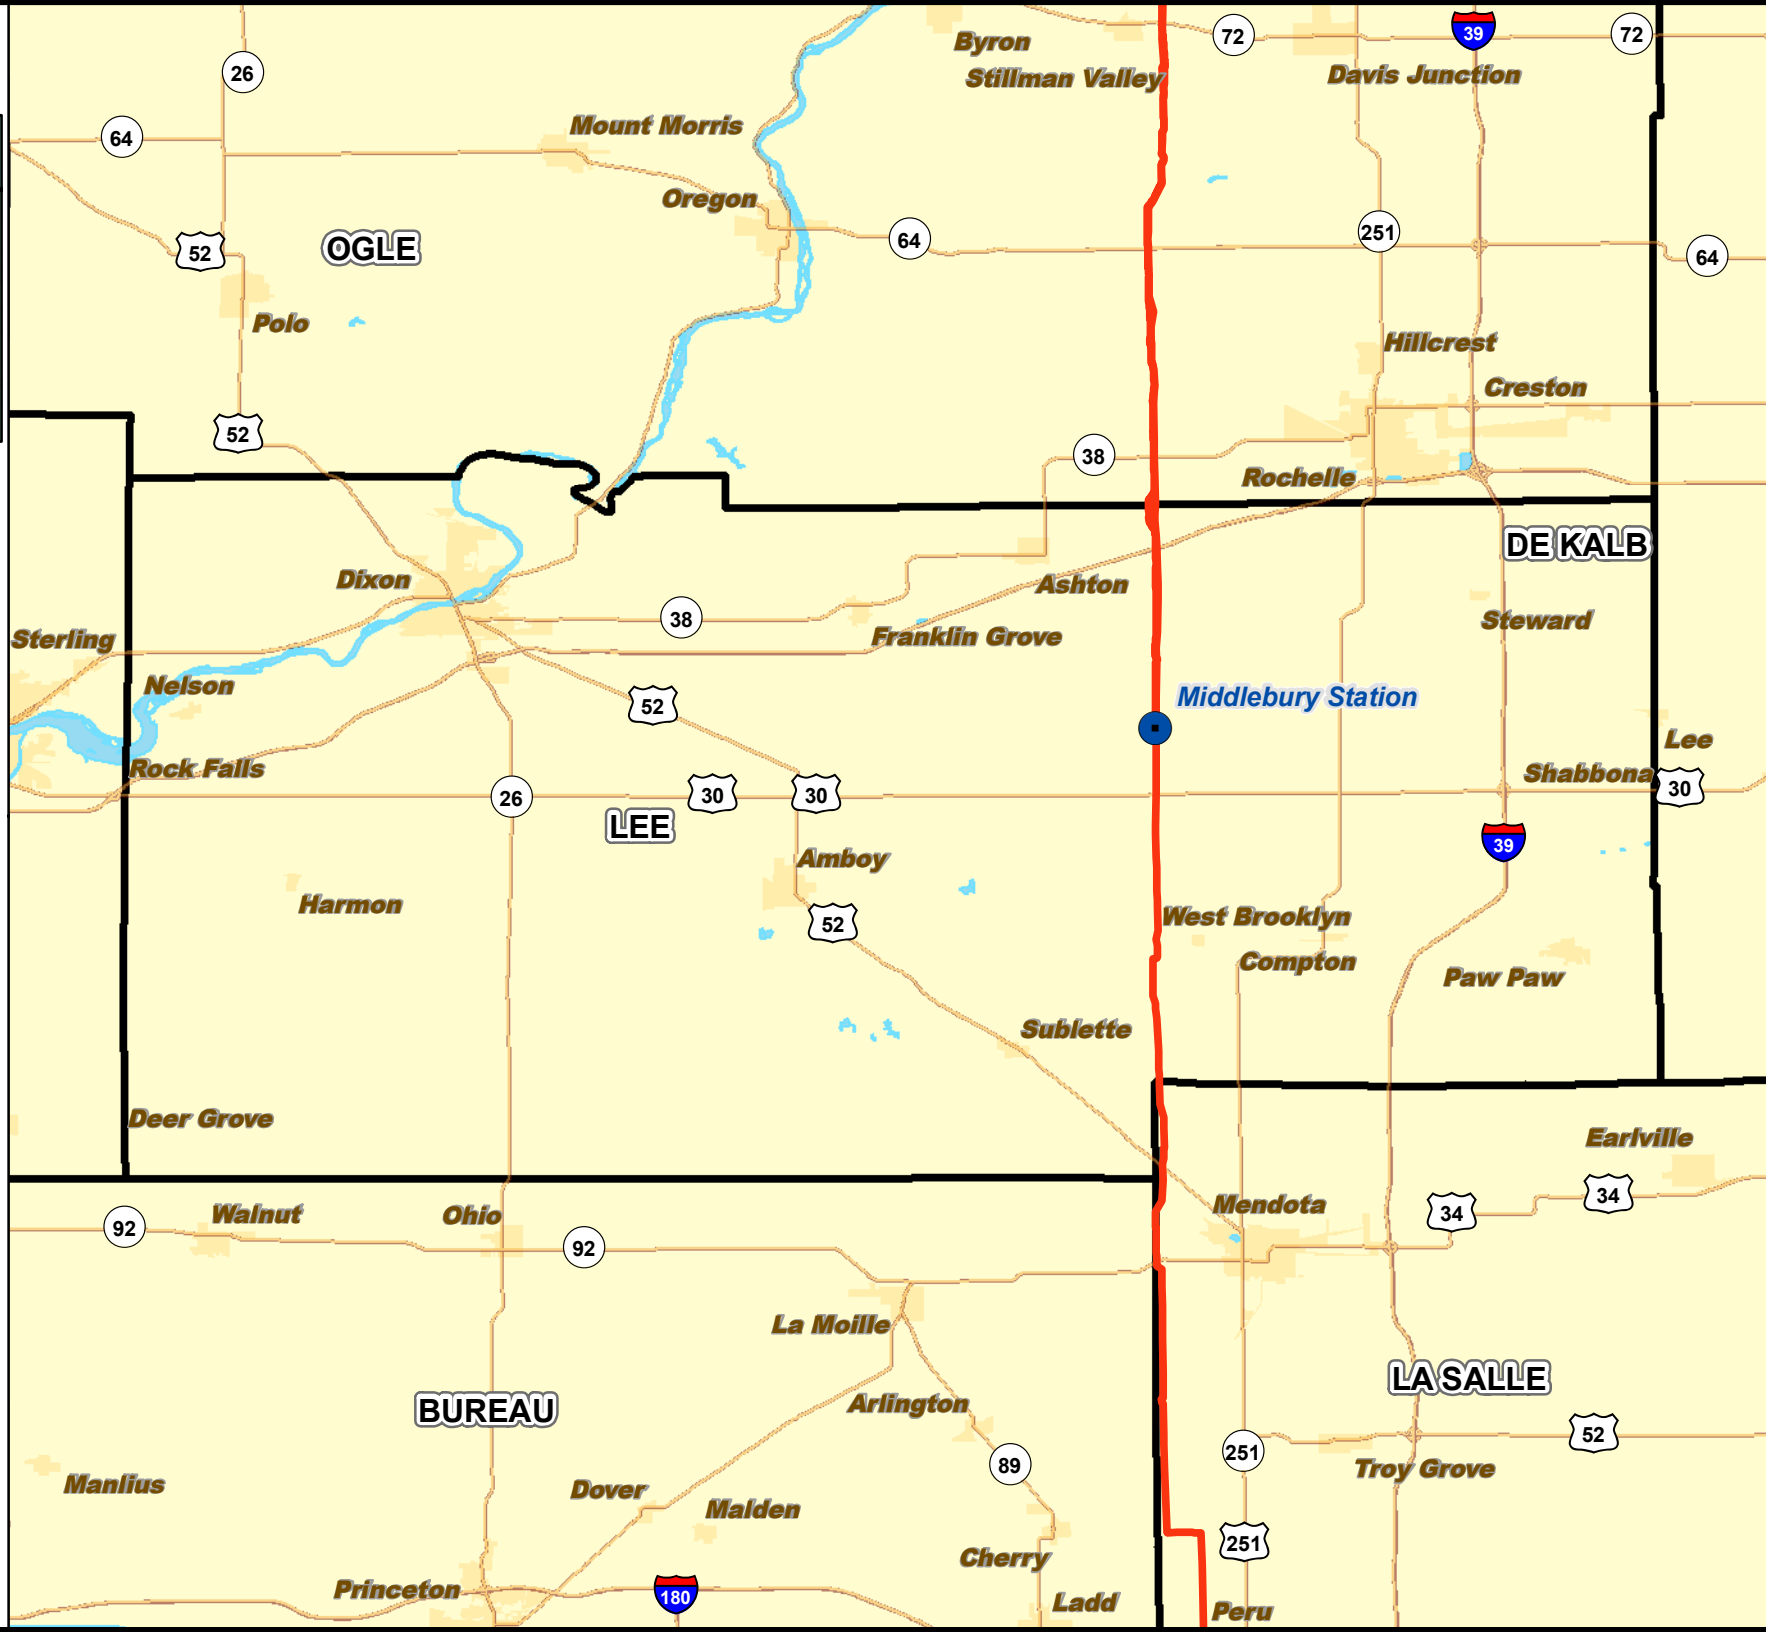 Byron
72
39
72
Stillman Valley
Davis Junction
26
64
Mount Morris
Oregon
52
OGLE
64
251
64
Polo
Hillcrest
Creston
52
38
Rochelle
DE KALB
Dixon
Ashton
38
Steward
Sterling
Franklin Grove
Nelson
52
Middlebury Station
Lee
Rock Falls
Shabbona
26
30
30
30
LEE
39
Amboy
Harmon
52
West Brooklyn
Compton
Paw Paw
Sublette
Deer Grove
Earlville
34
Walnut
Ohio
Mendota
34
92
92
La Moille
LA SALLE
Arlington
BUREAU
52
251
89
Troy Grove
Manlius
Dover
Malden
251
Cherry
Princeton
180
Ladd
Peru